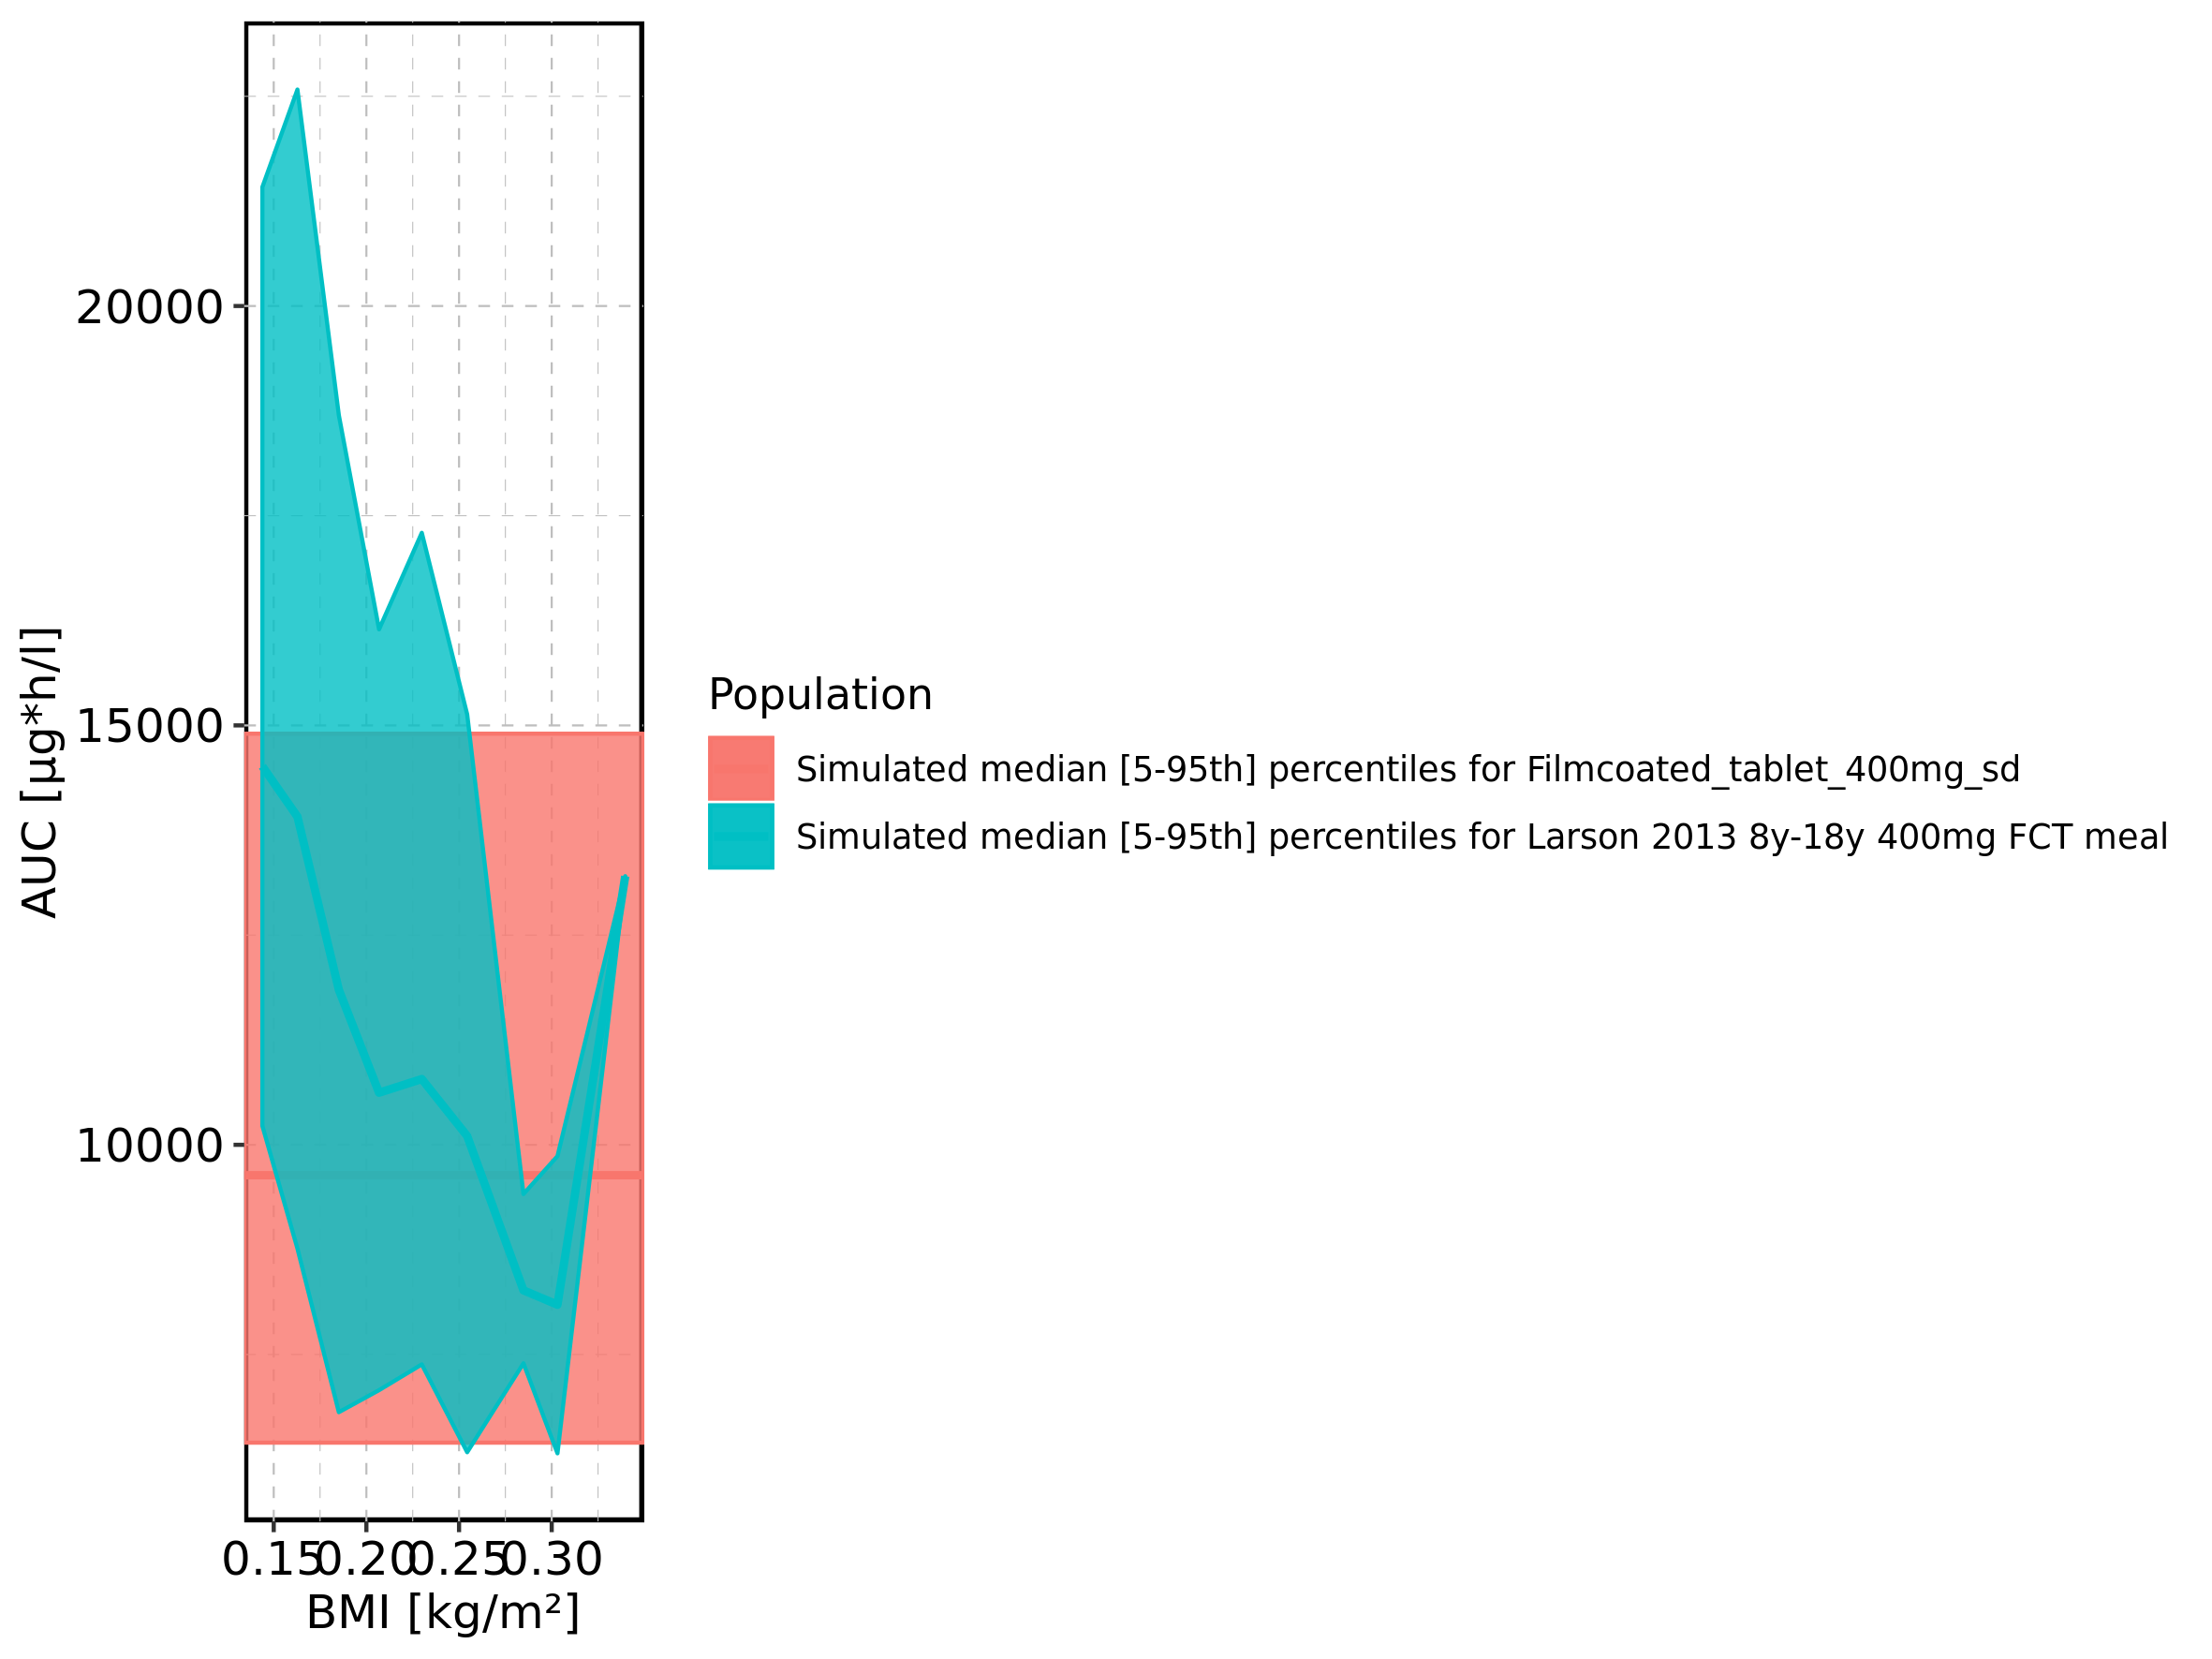 20000
15000
10000
AUC [µg*h/l]
0.15 0.20 0.25 0.30
BMI [kg/m²]
Population
Simulated median [5-95th] percentiles for Filmcoated_tablet_400mg_sd
Simulated median [5-95th] percentiles for Larson 2013 8y-18y 400mg FCT meal